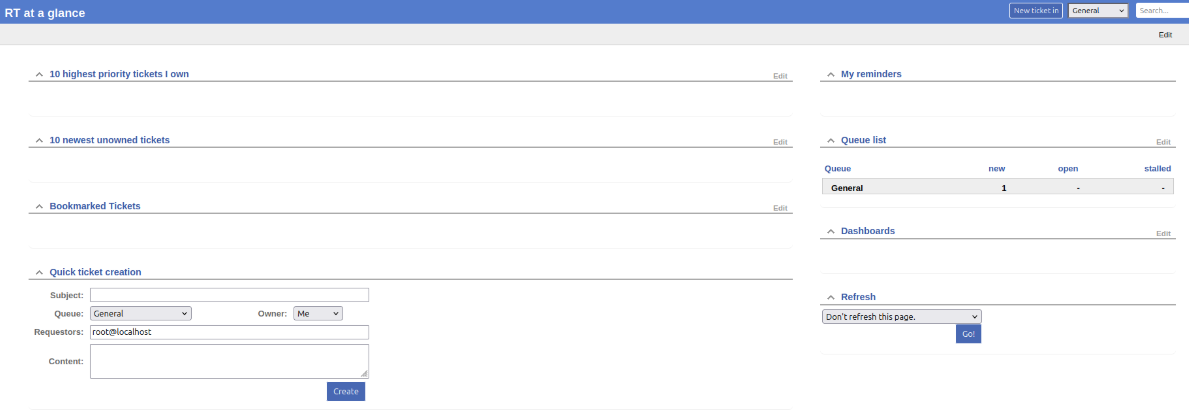 RT at a glance
New ticket in General Search...
Edit
10 highest priority tickets I own Edit
10 newest unowned tickets Edit
Bookmarked Tickets Edit
Quick ticket creation
Subject:
Queue: General Owner: Me
Requestors: root@localhost
Content:
Create
My reminders
Queue list Edit
Queue new open stalled
General 1 - -
Dashboards Edit
Refresh
Don't refresh this page.
Go!